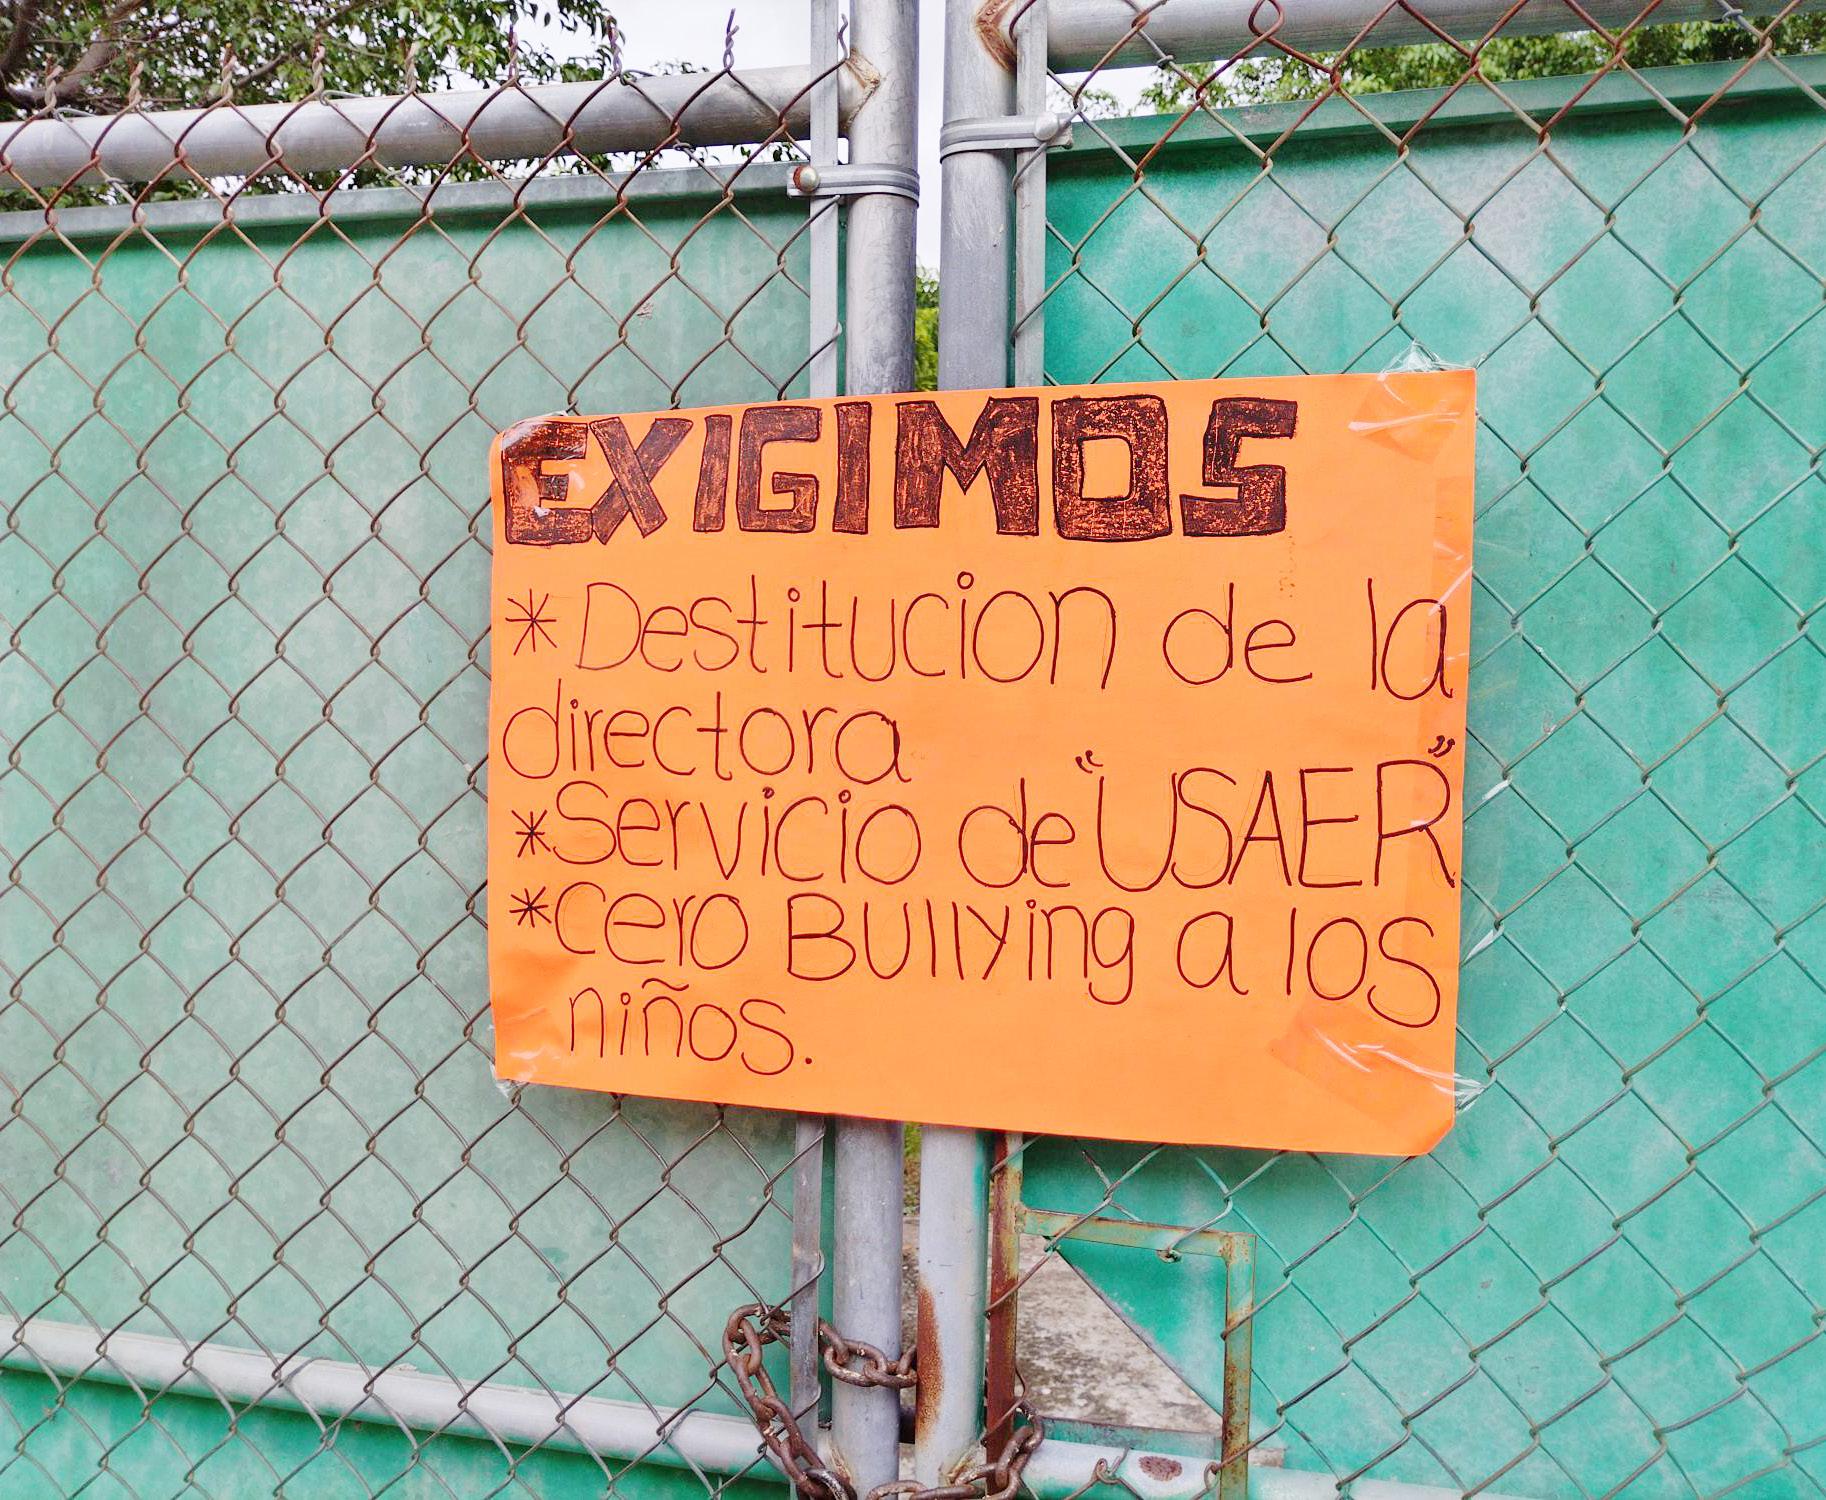 EXIGIMOS
* Destitucion de la
directora
* Servicio de "USAER"
* Cero Bullying a los
niños.